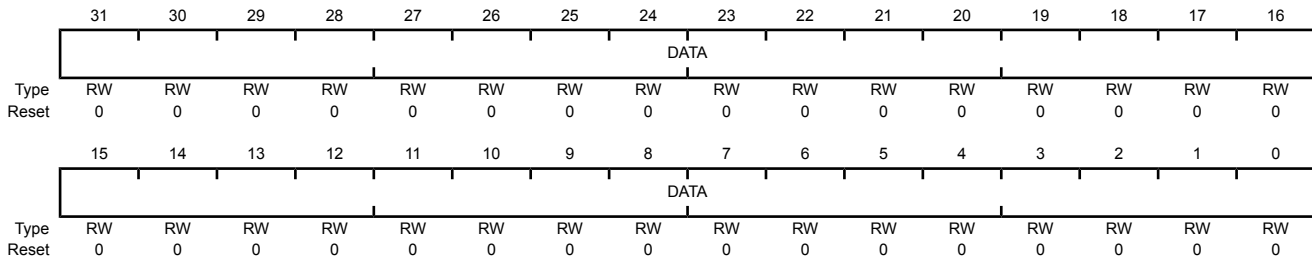 31 30 29 28 27 26 25 24 23 22 21 20 19 18 17 16
DATA
Type RW RW RW RW RW RW RW RW RW RW RW RW RW RW RW RW
Reset 0 0 0 0 0 0 0 0 0 0 0 0 0 0 0 0
15 14 13 12 11 10 9 8 7 6 5 4 3 2 1 0
DATA
Type RW RW RW RW RW RW RW RW RW RW RW RW RW RW RW RW
Reset 0 0 0 0 0 0 0 0 0 0 0 0 0 0 0 0